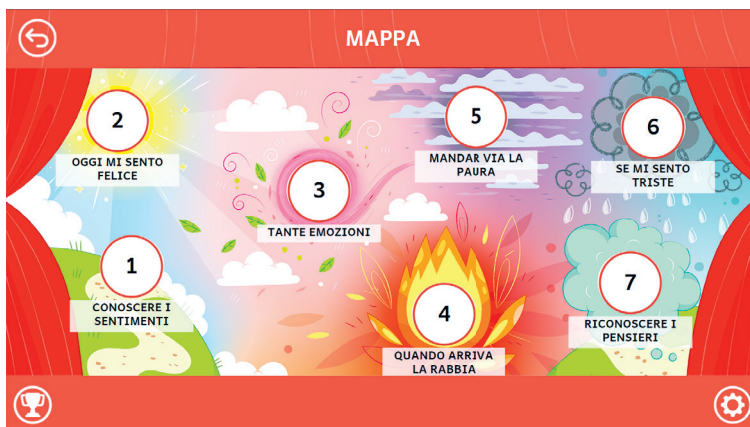 MAPPA
2
OGGI MI SENTO
FELICE
5
MANDAR VIA LA
PAURA
6
SE MI SENTO
TRISTE
3
TANTE EMOZIONI
1
CONOSCERE I
SENTIMENTI
4
QUANDO ARRIVA
LA RABBIA
7
RICONOSCERE I
PENSIERI